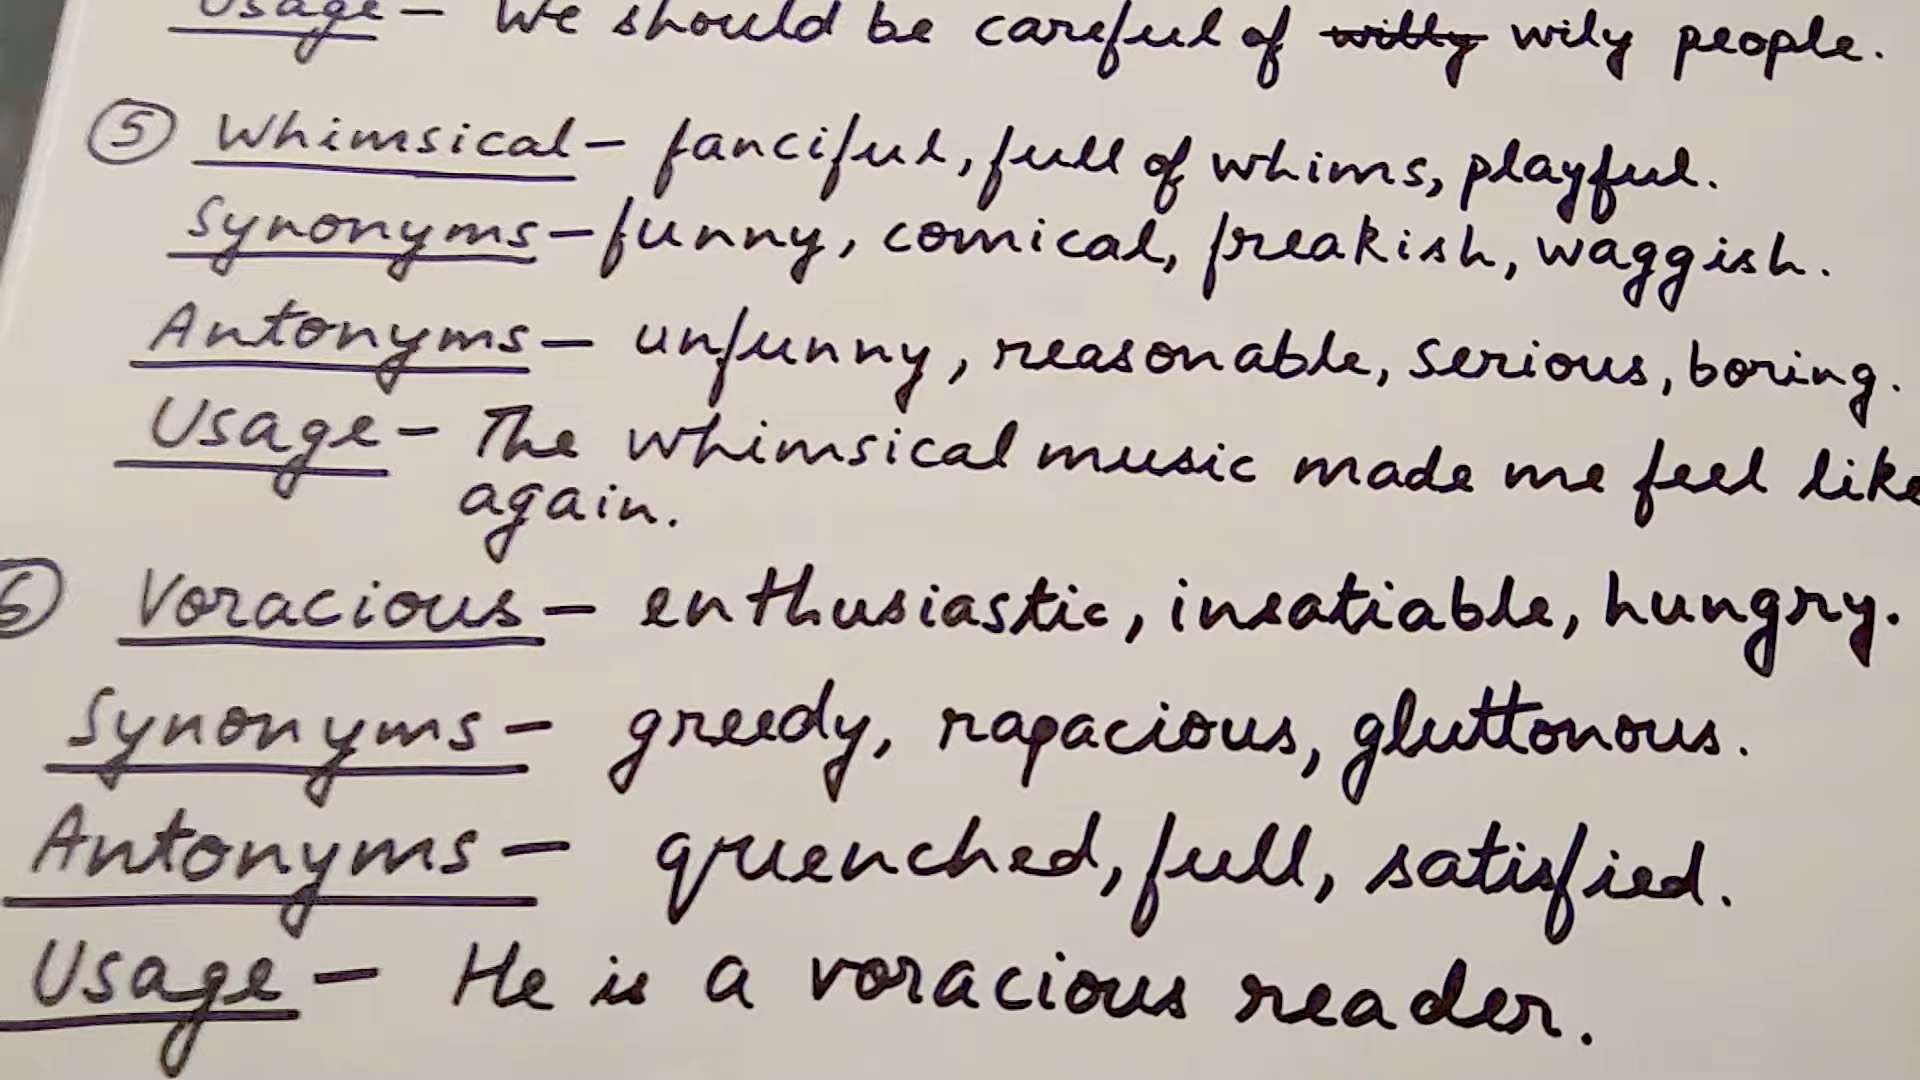 Usage - We should be careful of witty wily people.
⑤ Whimsical - fanciful, full of whims, playful.
Synonyms - funny, comical, freakish, waggish.
Antonyms - unfunny, reasonable, serious, boring.
Usage - The whimsical music made me feel like
again.
⑥ Voracious - enthusiastic, insatiable, hungry.
Synonyms - greedy, rapacious, gluttonous.
Antonyms - quenched, full, satisfied.
Usage - He is a voracious reader.